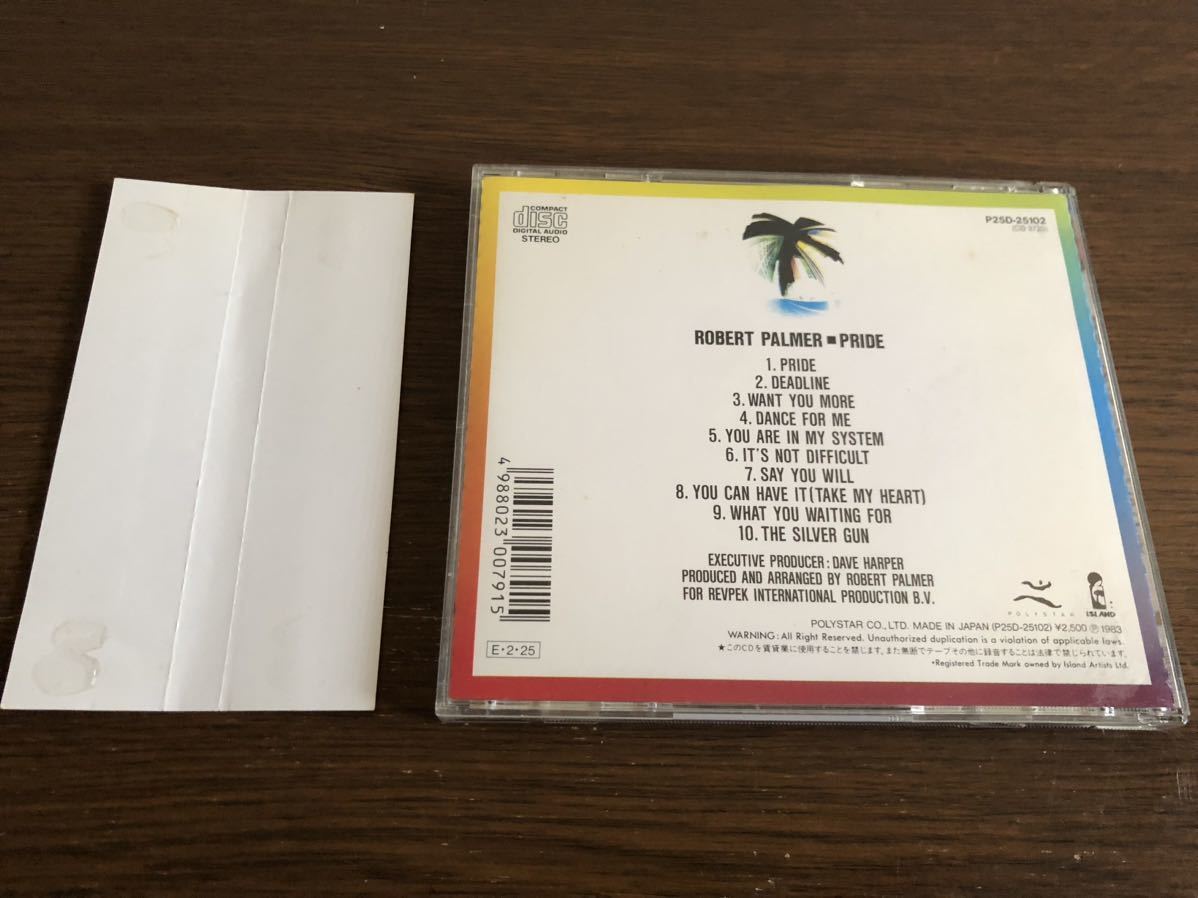 COMPACT
disc
DIGITAL AUDIO
STEREO
P25D-25102
ROBERT PALMER ■ PRIDE
1. PRIDE
2. DEADLINE
3. WANT YOU MORE
4. DANCE FOR ME
5. YOU ARE IN MY SYSTEM
6. IT'S NOT DIFFICULT
7. SAY YOU WILL
8. YOU CAN HAVE IT (TAKE MY HEART)
9. WHAT YOU WAITING FOR
10. THE SILVER GUN
EXECUTIVE PRODUCER: DAVE HARPER
PRODUCED AND ARRANGED BY ROBERT PALMER
FOR REVPEK INTERNATIONAL PRODUCTION B.V.
4 988023 007915
E·2·25
POLYSTAR
ISLAND
POLYSTAR CO., LTD. MADE IN JAPAN (P25D-25102) ¥2,500 Ⓟ 1983
WARNING: All Right Reserved. Unauthorized duplication is a violation of applicable laws.
★このCDを賃貸業に使用することを禁じます。また無断でテープその他に録音することは法律で禁じられています。
*Registered Trade Mark owned by Island Artists Ltd.